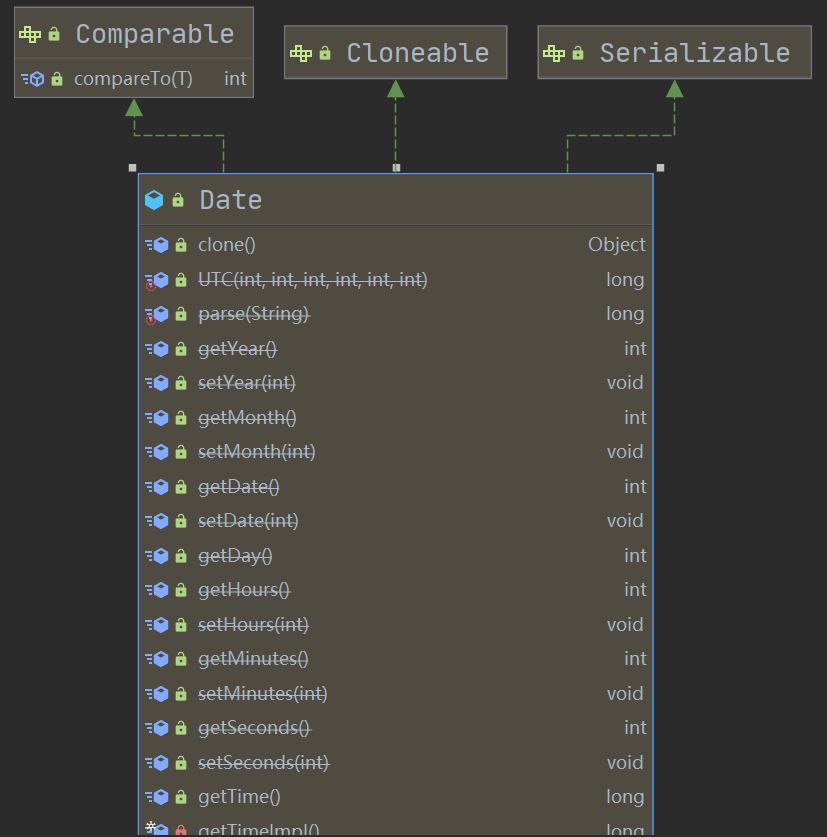 Comparable
compareTo(T) int
Cloneable
Serializable
Date
clone() Object
UTC(int, int, int, int, int, int) long
parse(String) long
getYear() int
setYear(int) void
getMonth() int
setMonth(int) void
getDate() int
setDate(int) void
getDay() int
getHours() int
setHours(int) void
getMinutes() int
setMinutes(int) void
getSeconds() int
setSeconds(int) void
getTime() long
getTimeImpl() long